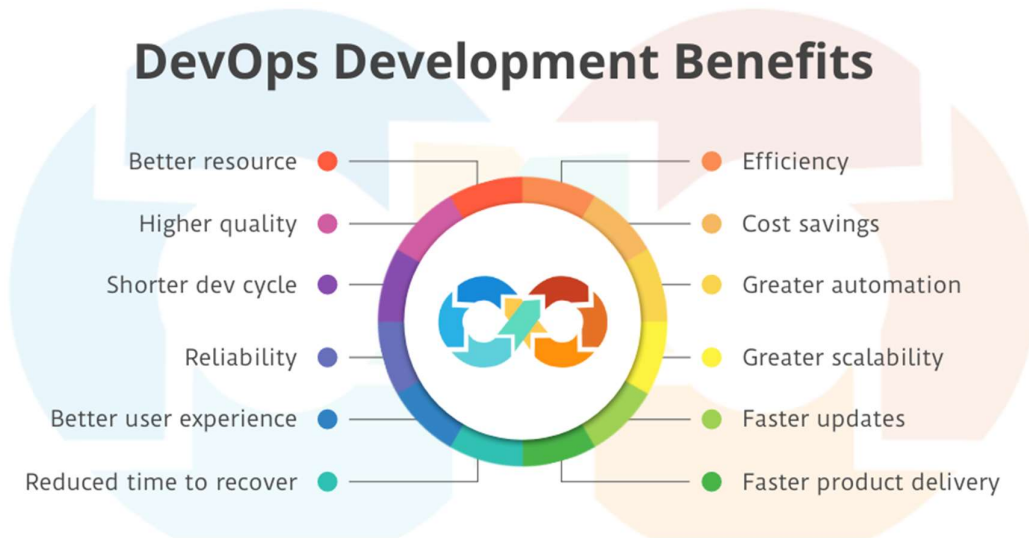 DevOps Development Benefits
Better resource
Higher quality
Shorter dev cycle
Reliability
Better user experience
Reduced time to recover
Efficiency
Cost savings
Greater automation
Greater scalability
Faster updates
Faster product delivery